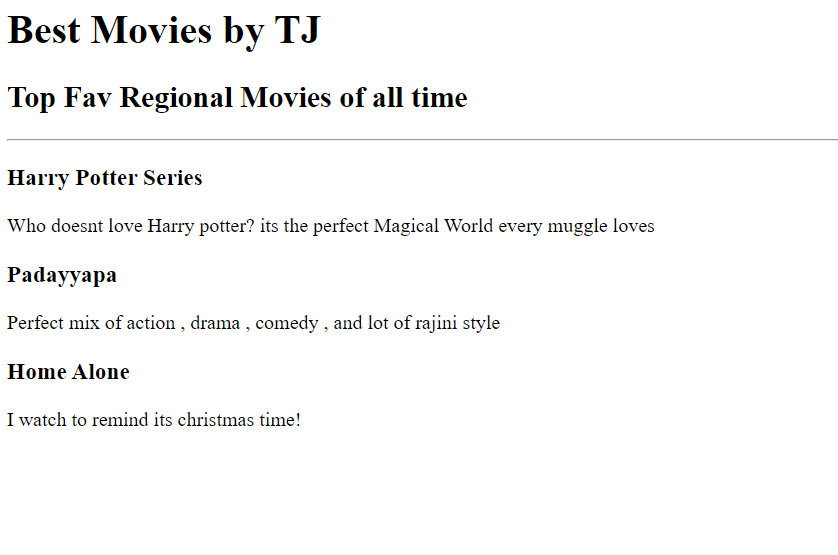 Best Movies by TJ
Top Fav Regional Movies of all time
Harry Potter Series
Who doesnt love Harry potter? its the perfect Magical World every muggle loves
Padayyapa
Perfect mix of action , drama , comedy , and lot of rajini style
Home Alone
I watch to remind its christmas time!